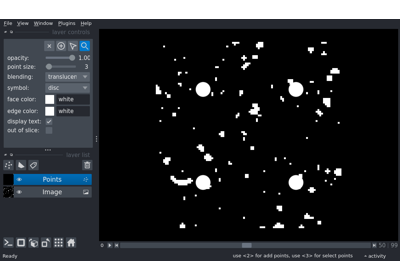 File View Window Plugins Help
layer controls
opacity: 1.00
point size: 3
blending: translucen
symbol: disc
face color: white
edge color: white
display text:
out of slice:
layer list
Points
Image
0 50 99
Ready use <2> for add points, use <3> for select points activity